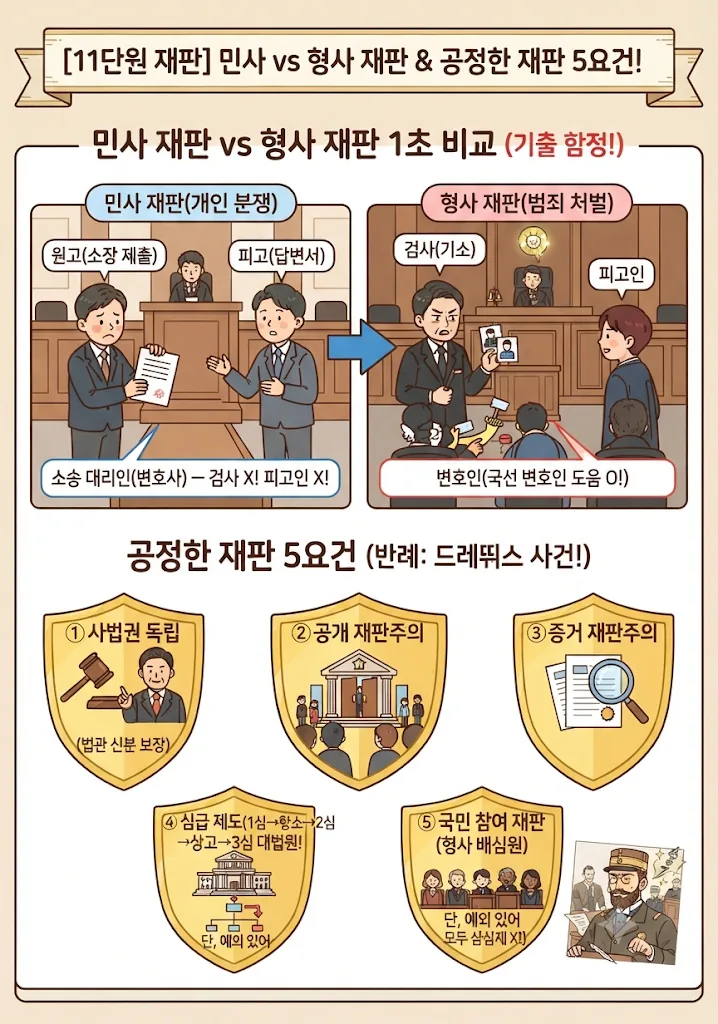 [11단원 재판] 민사 vs 형사 재판 & 공정한 재판 5요건!
민사 재판 vs 형사 재판 1초 비교 (기출 함정!)
민사 재판(개인 분쟁)
원고(소장 제출)
피고(답변서)
소송 대리인(변호사) – 검사 X! 피고인 X!
형사 재판(범죄 처벌)
검사(기소)
피고인
변호인(국선 변호인 도움 O!)
공정한 재판 5요건 (반례: 드레퓌스 사건!)
① 사법권 독립
(법관 신분 보장)
② 공개 재판주의
③ 증거 재판주의
④ 심급 제도(1심→항소→2심
→상고→3심 대법원!
단, 예외 있어
⑤ 국민 참여 재판
(형사 배심원)
단, 예외 있어
모두 삼심제 X!)